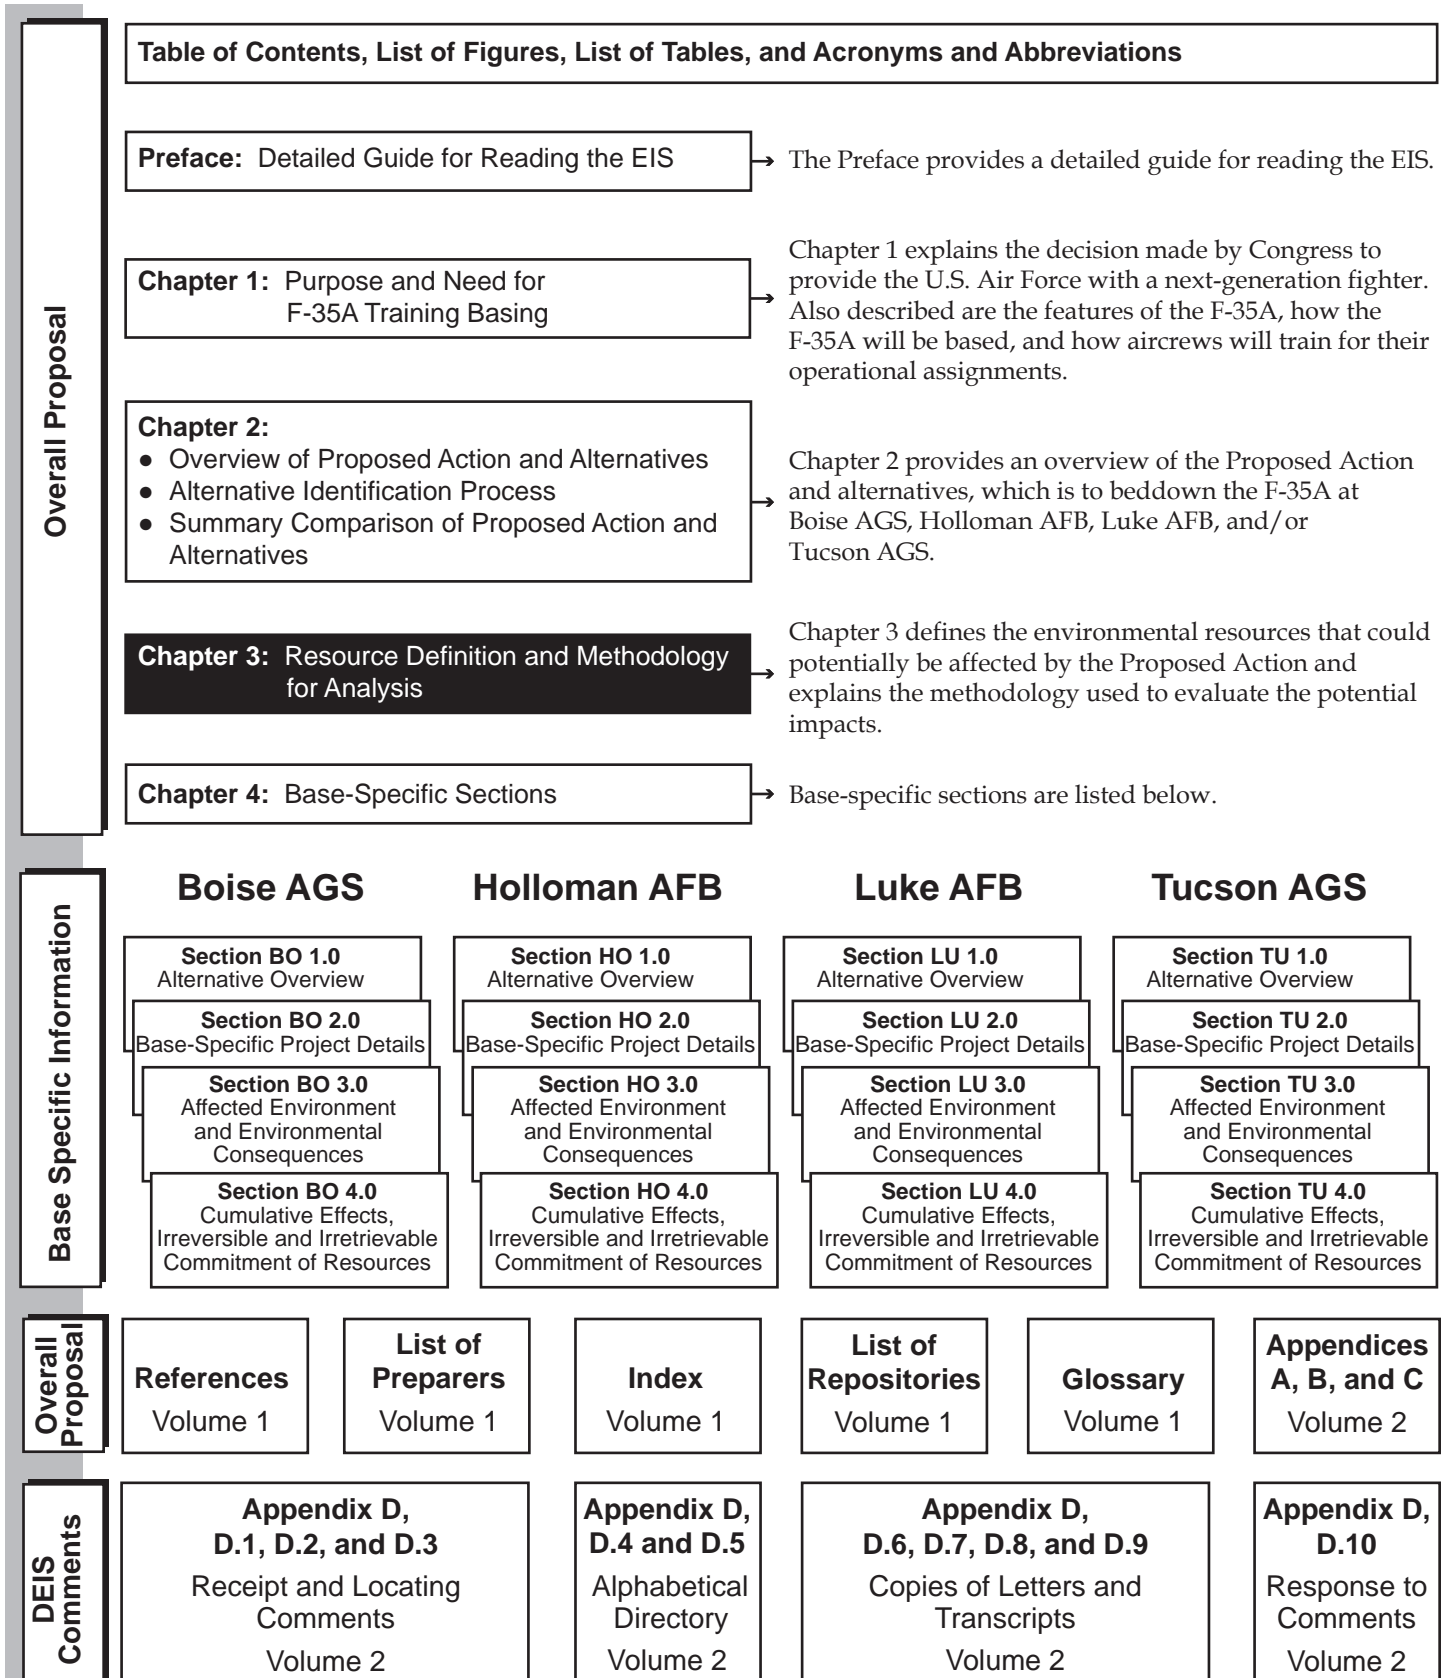 Overall Proposal
Table of Contents, List of Figures, List of Tables, and Acronyms and Abbreviations
Preface: Detailed Guide for Reading the EIS
The Preface provides a detailed guide for reading the EIS.
Chapter 1: Purpose and Need for
F-35A Training Basing
Chapter 1 explains the decision made by Congress to
provide the U.S. Air Force with a next-generation fighter.
Also described are the features of the F-35A, how the
F-35A will be based, and how aircrews will train for their
operational assignments.
Chapter 2:
● Overview of Proposed Action and Alternatives
● Alternative Identification Process
● Summary Comparison of Proposed Action and
Alternatives
Chapter 2 provides an overview of the Proposed Action
and alternatives, which is to beddown the F-35A at
Boise AGS, Holloman AFB, Luke AFB, and/or
Tucson AGS.
Chapter 3: Resource Definition and Methodology
for Analysis
Chapter 3 defines the environmental resources that could
potentially be affected by the Proposed Action and
explains the methodology used to evaluate the potential
impacts.
Chapter 4: Base-Specific Sections
Base-specific sections are listed below.
Base Specific Information
Boise AGS
Section BO 1.0
Alternative Overview
Section BO 2.0
Base-Specific Project Details
Section BO 3.0
Affected Environment
and Environmental
Consequences
Section BO 4.0
Cumulative Effects,
Irreversible and Irretrievable
Commitment of Resources
Holloman AFB
Section HO 1.0
Alternative Overview
Section HO 2.0
Base-Specific Project Details
Section HO 3.0
Affected Environment
and Environmental
Consequences
Section HO 4.0
Cumulative Effects,
Irreversible and Irretrievable
Commitment of Resources
Luke AFB
Section LU 1.0
Alternative Overview
Section LU 2.0
Base-Specific Project Details
Section LU 3.0
Affected Environment
and Environmental
Consequences
Section LU 4.0
Cumulative Effects,
Irreversible and Irretrievable
Commitment of Resources
Tucson AGS
Section TU 1.0
Alternative Overview
Section TU 2.0
Base-Specific Project Details
Section TU 3.0
Affected Environment
and Environmental
Consequences
Section TU 4.0
Cumulative Effects,
Irreversible and Irretrievable
Commitment of Resources
Overall
Proposal
References
Volume 1
List of
Preparers
Volume 1
Index
Volume 1
List of
Repositories
Volume 1
Glossary
Volume 1
Appendices
A, B, and C
Volume 2
DEIS
Comments
Appendix D,
D.1, D.2, and D.3
Receipt and Locating
Comments
Volume 2
Appendix D,
D.4 and D.5
Alphabetical
Directory
Volume 2
Appendix D,
D.6, D.7, D.8, and D.9
Copies of Letters and
Transcripts
Volume 2
Appendix D,
D.10
Response to
Comments
Volume 2